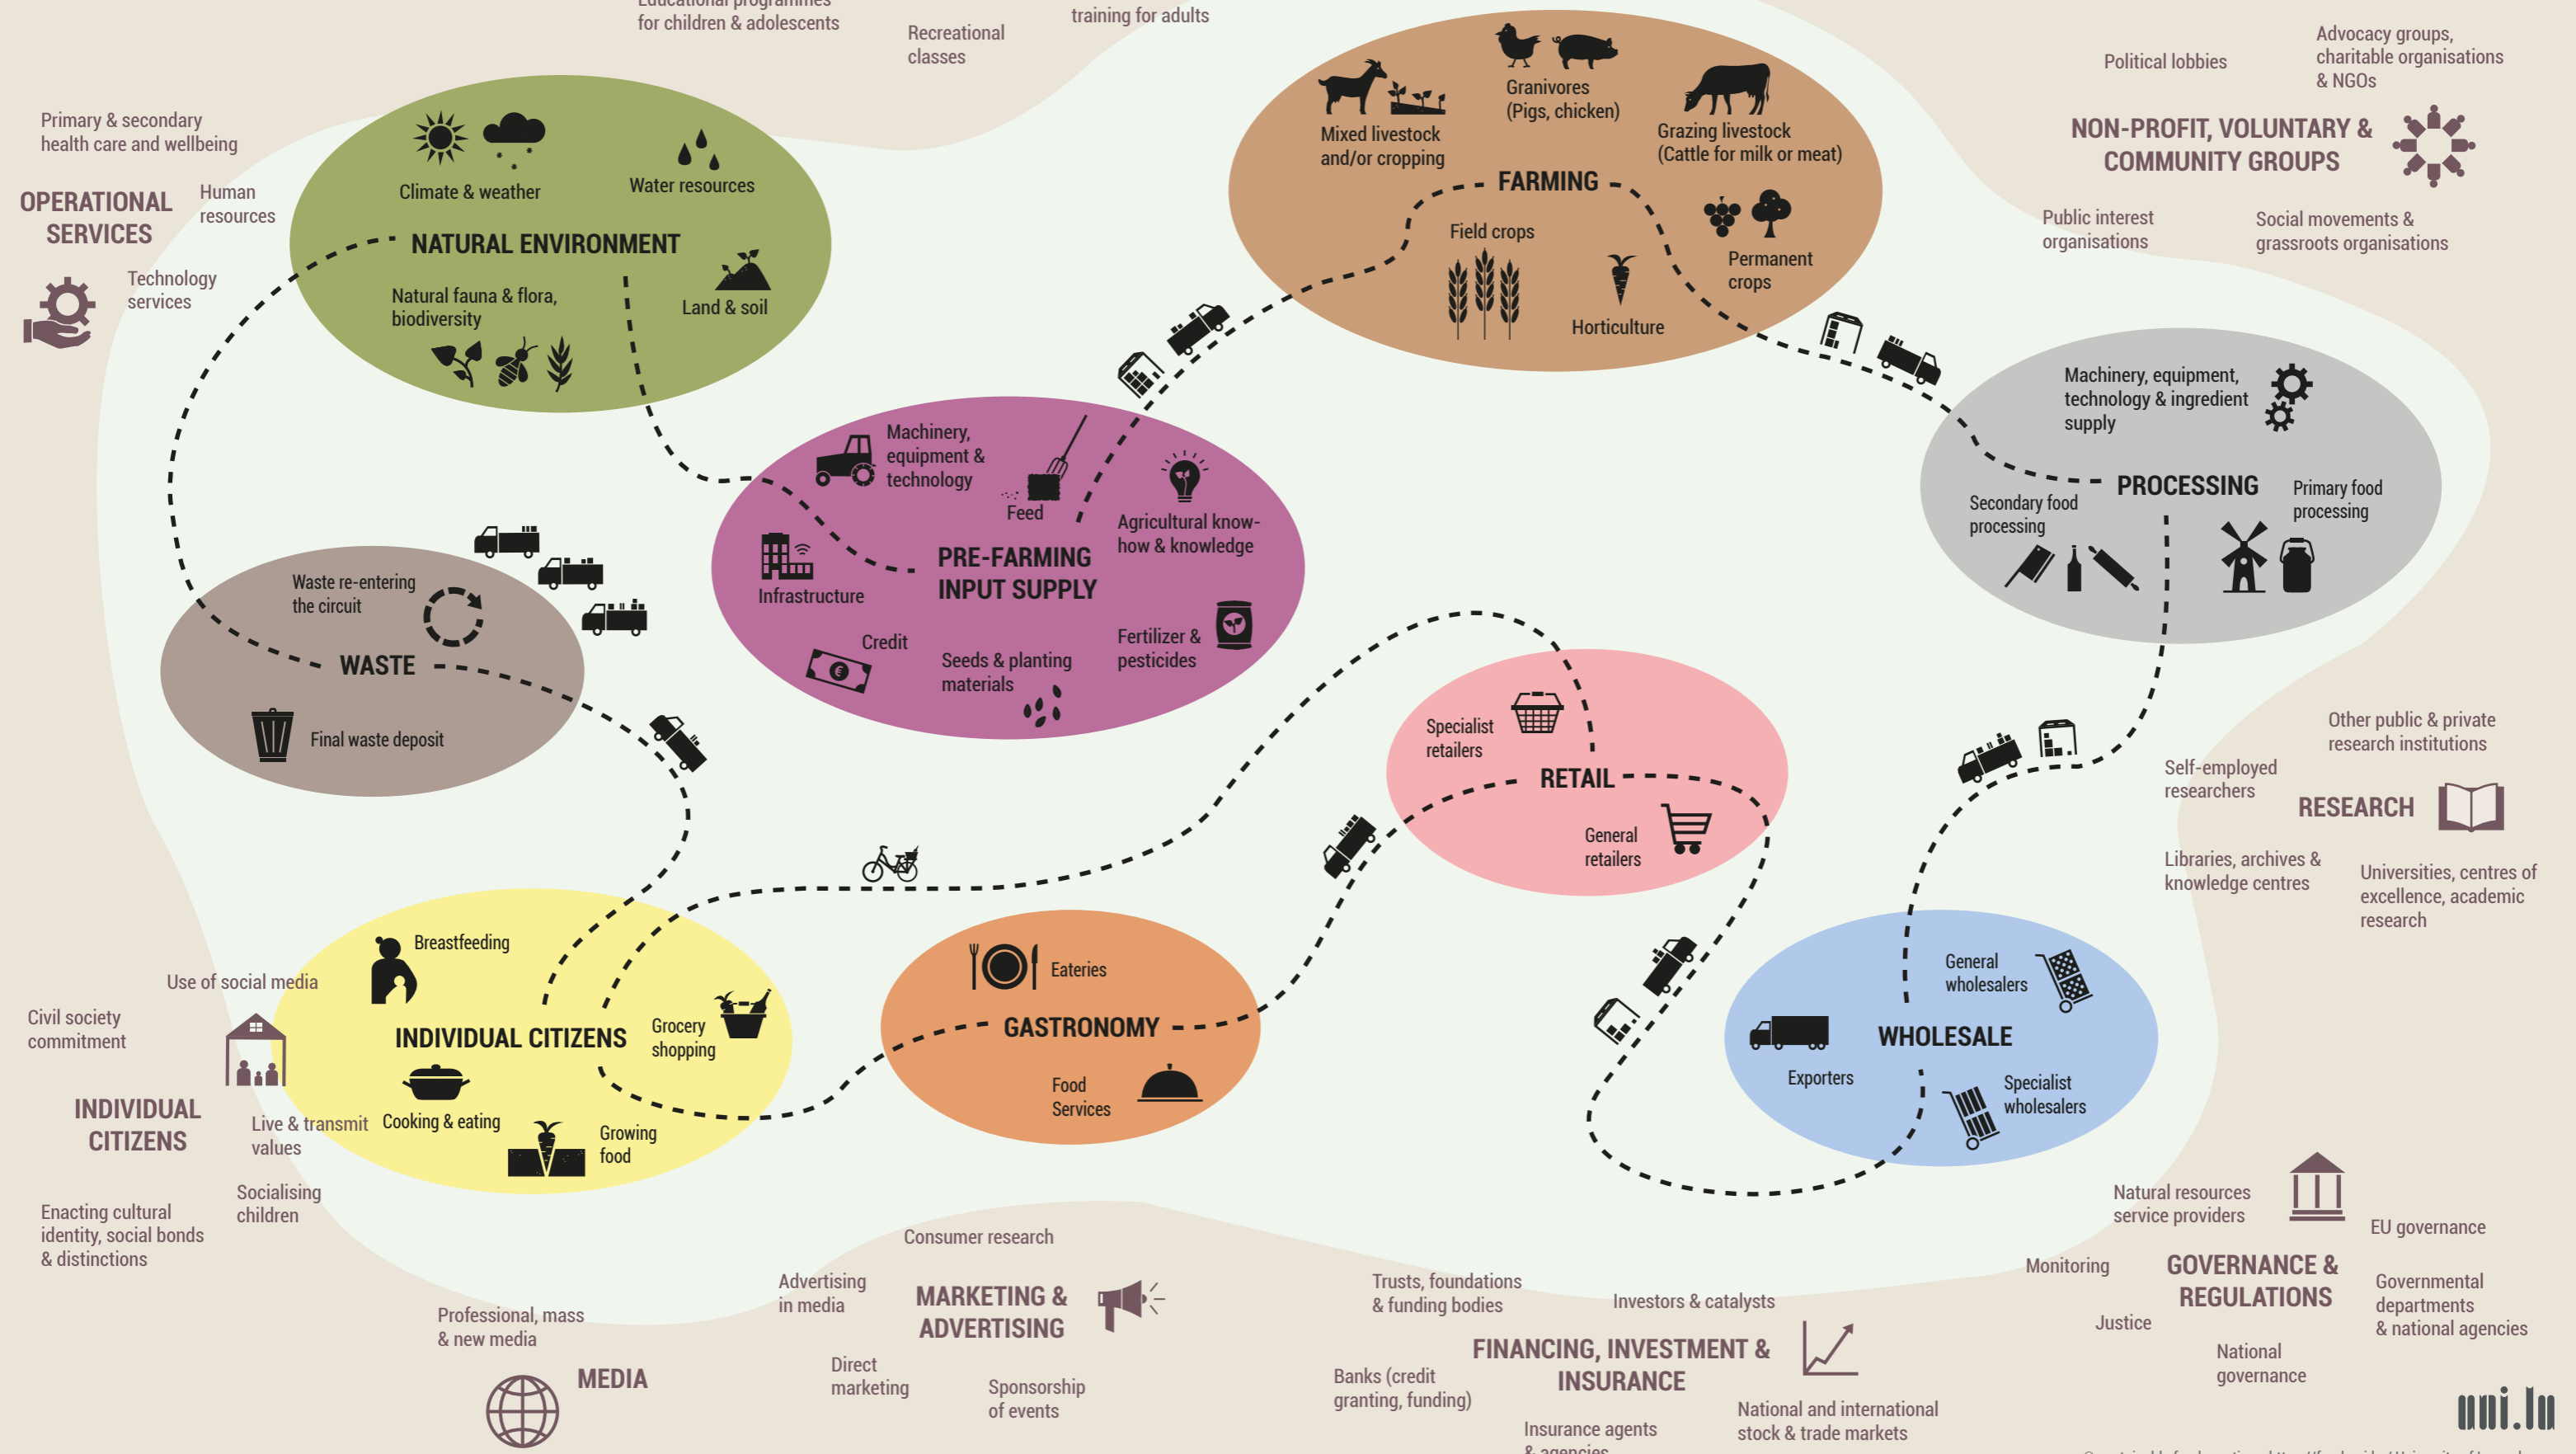 Educational programmes
for children & adolescents
Recreational
classes
training for adults
Primary & secondary
health care and wellbeing
OPERATIONAL
SERVICES
Human
resources
Technology
services
Climate & weather
Water resources
NATURAL ENVIRONMENT
Natural fauna & flora,
biodiversity
Land & soil
Granivores
(Pigs, chicken)
Mixed livestock
and/or cropping
Grazing livestock
(Cattle for milk or meat)
FARMING
Field crops
Permanent
crops
Horticulture
Political lobbies
Advocacy groups,
charitable organisations
& NGOs
NON-PROFIT, VOLUNTARY &
COMMUNITY GROUPS
Public interest
organisations
Social movements &
grassroots organisations
Machinery, equipment,
technology & ingredient
supply
PROCESSING
Secondary food
processing
Primary food
processing
Machinery,
equipment &
technology
Feed
Agricultural know-
how & knowledge
PRE-FARMING
INPUT SUPPLY
Infrastructure
Credit
Seeds & planting
materials
Fertilizer &
pesticides
Waste re-entering
the circuit
WASTE
Final waste deposit
Specialist
retailers
RETAIL
General
retailers
Other public & private
research institutions
Self-employed
researchers
RESEARCH
Libraries, archives &
knowledge centres
Universities, centres of
excellence, academic
research
Breastfeeding
INDIVIDUAL CITIZENS
Grocery
shopping
Cooking & eating
Growing
food
Eateries
GASTRONOMY
Food
Services
General
wholesalers
WHOLESALE
Exporters
Specialist
wholesalers
Use of social media
Civil society
commitment
INDIVIDUAL
CITIZENS
Live & transmit
values
Socialising
children
Enacting cultural
identity, social bonds
& distinctions
Professional, mass
& new media
MEDIA
Consumer research
Advertising
in media
MARKETING &
ADVERTISING
Direct
marketing
Sponsorship
of events
Trusts, foundations
& funding bodies
Investors & catalysts
FINANCING, INVESTMENT &
INSURANCE
Banks (credit
granting, funding)
Insurance agents
& agencies
National and international
stock & trade markets
Natural resources
service providers
EU governance
Monitoring
GOVERNANCE &
REGULATIONS
Governmental
departments
& national agencies
Justice
National
governance
uni.lu